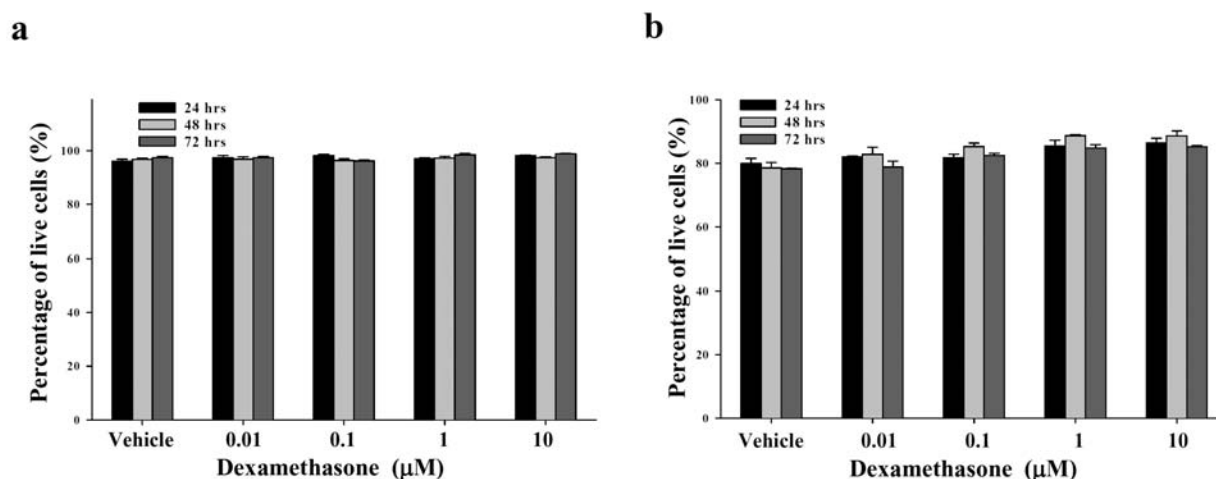 a
24 hrs
48 hrs
72 hrs
Percentage of live cells (%)
100
80
60
40
20
0
Vehicle 0.01 0.1 1 10
Dexamethasone (μM)
b
24 hrs
48 hrs
72 hrs
Percentage of live cells (%)
100
80
60
40
20
0
Vehicle 0.01 0.1 1 10
Dexamethasone (μM)